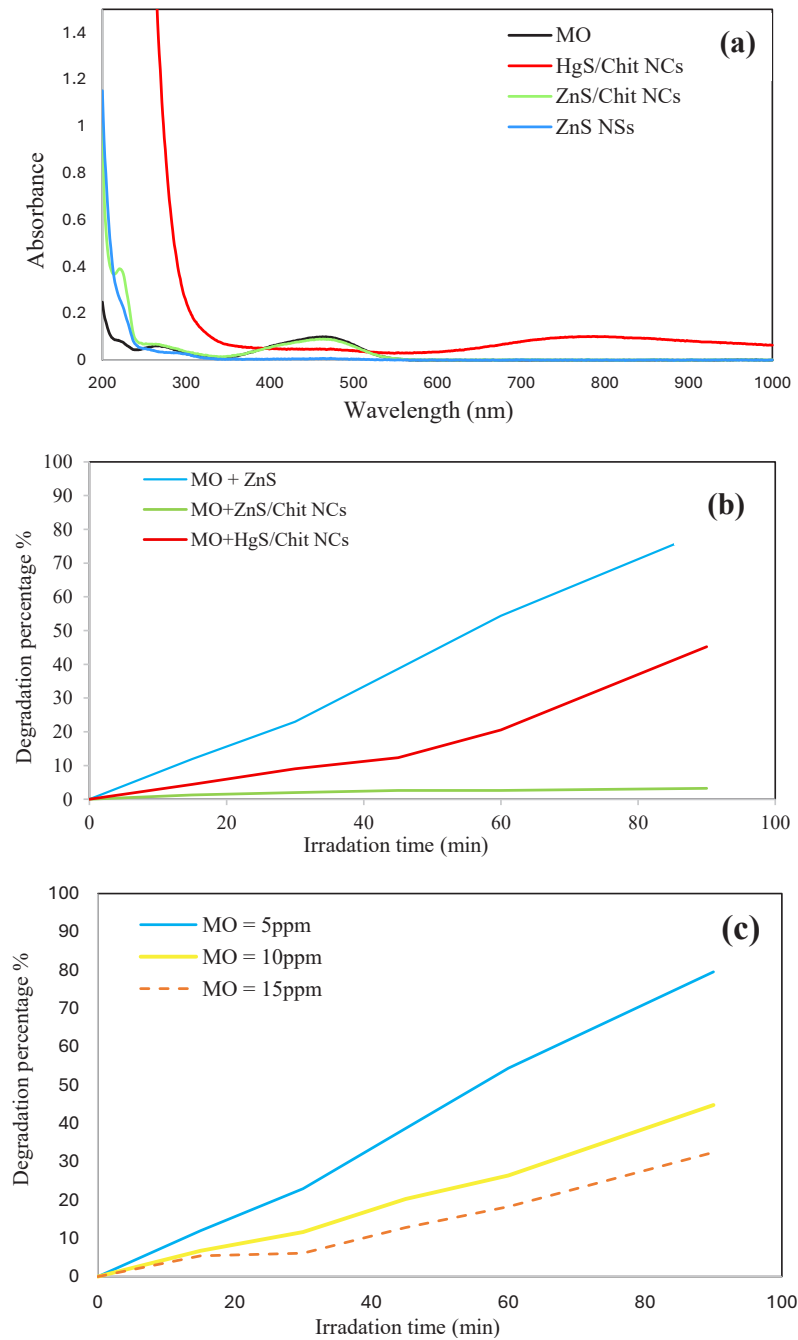 (a)
MO
HgS/Chit NCs
ZnS/Chit NCs
ZnS NSs
1.4
1.2
1
0.8
0.6
0.4
0.2
0
Absorbance
200 300 400 500 600 700 800 900 1000
Wavelength (nm)
(b)
MO + ZnS
MO+ZnS/Chit NCs
MO+HgS/Chit NCs
100
90
80
70
60
50
40
30
20
10
0
Degradation percentage %
0 20 40 60 80 100
Irradation time (min)
(c)
MO = 5ppm
MO = 10ppm
MO = 15ppm
100
90
80
70
60
50
40
30
20
10
0
Degradation percentage %
0 20 40 60 80 100
Irradiation time (min)